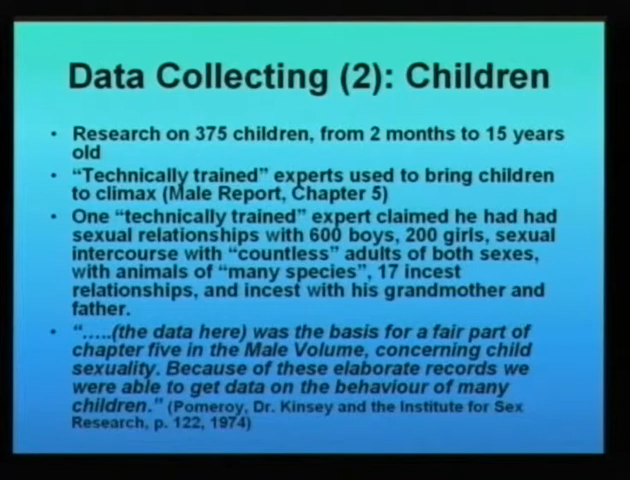 Data Collecting (2): Children
• Research on 375 children, from 2 months to 15 years
old
• “Technically trained” experts used to bring children
to climax (Male Report, Chapter 5)
• One “technically trained” expert claimed he had had
sexual relationships with 600 boys, 200 girls, sexual
intercourse with “countless” adults of both sexes,
with animals of “many species”, 17 incest
relationships, and incest with his grandmother and
father.
• “.....(the data here) was the basis for a fair part of
chapter five in the Male Volume, concerning child
sexuality. Because of these elaborate records we
were able to get data on the behaviour of many
children.” (Pomeroy, Dr. Kinsey and the Institute for Sex
Research, p. 122, 1974)